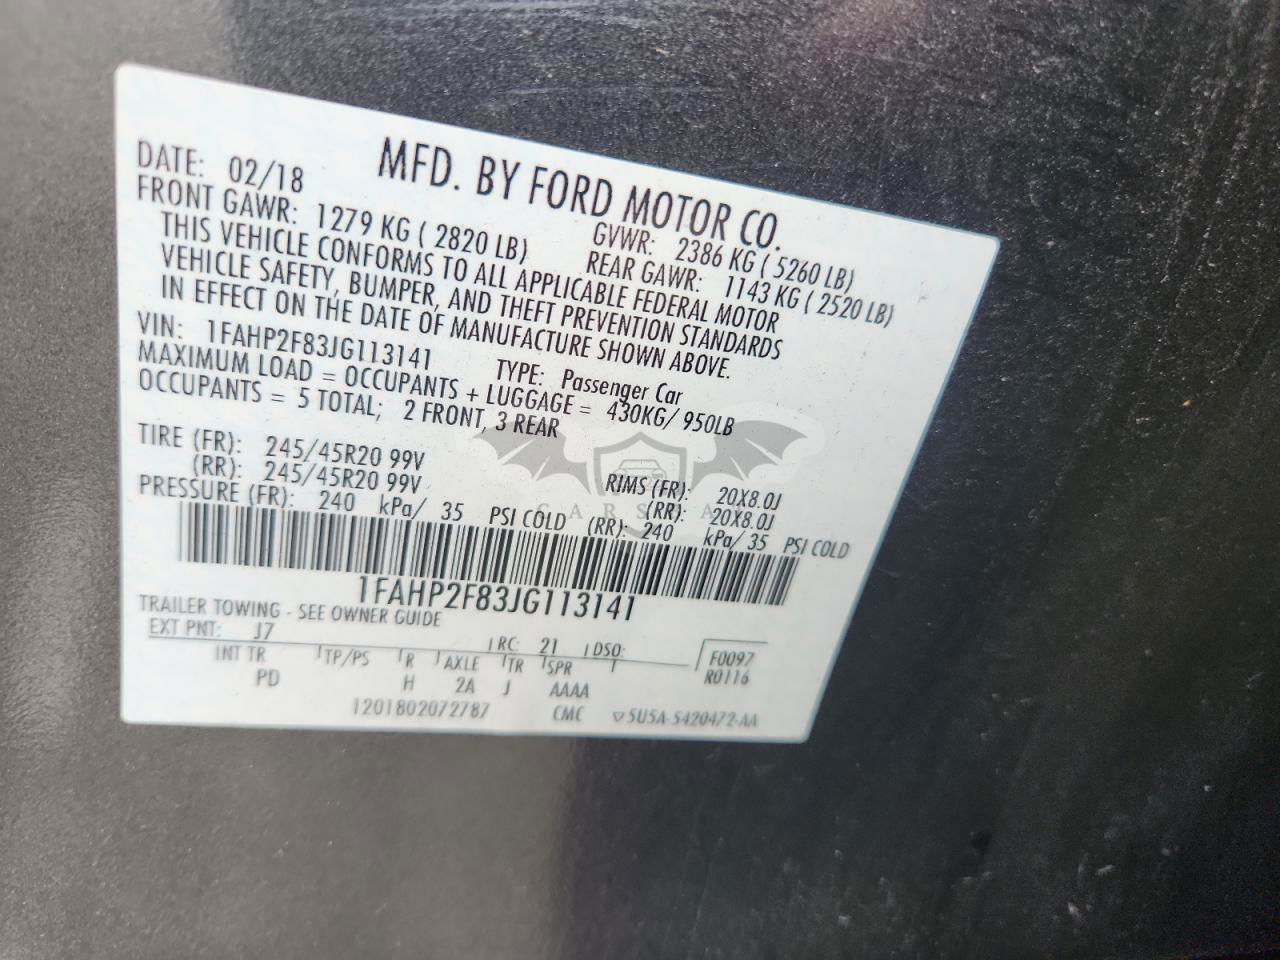 MFD. BY FORD MOTOR CO.
DATE: 02/18 GVWR: 2386 KG ( 5260 LB)
FRONT GAWR: 1279 KG ( 2820 LB) REAR GAWR: 1143 KG ( 2520 LB)
THIS VEHICLE CONFORMS TO ALL APPLICABLE FEDERAL MOTOR
VEHICLE SAFETY, BUMPER, AND THEFT PREVENTION STANDARDS
IN EFFECT ON THE DATE OF MANUFACTURE SHOWN ABOVE.
VIN: 1FAHP2F83JG113141 TYPE: Passenger Car
MAXIMUM LOAD = OCCUPANTS + LUGGAGE = 430KG/ 950LB
OCCUPANTS = 5 TOTAL; 2 FRONT, 3 REAR
TIRE (FR): 245/45R20 99V RIMS (FR): 20X8.0J
(RR): 245/45R20 99V (RR): 20X8.0J
PRESSURE (FR): 240 kPa/ 35 PSI COLD (RR): 240 kPa/ 35 PSI COLD
1FAHP2F83JG113141
TRAILER TOWING - SEE OWNER GUIDE
EXT PNT: J7 RC: 21 DSO: F0097
INT TR TP/PS R AXLE TR SPR R0116
PD H 2A J AAAA
1201802072787 CMC ▽5U5A-5420472-AA